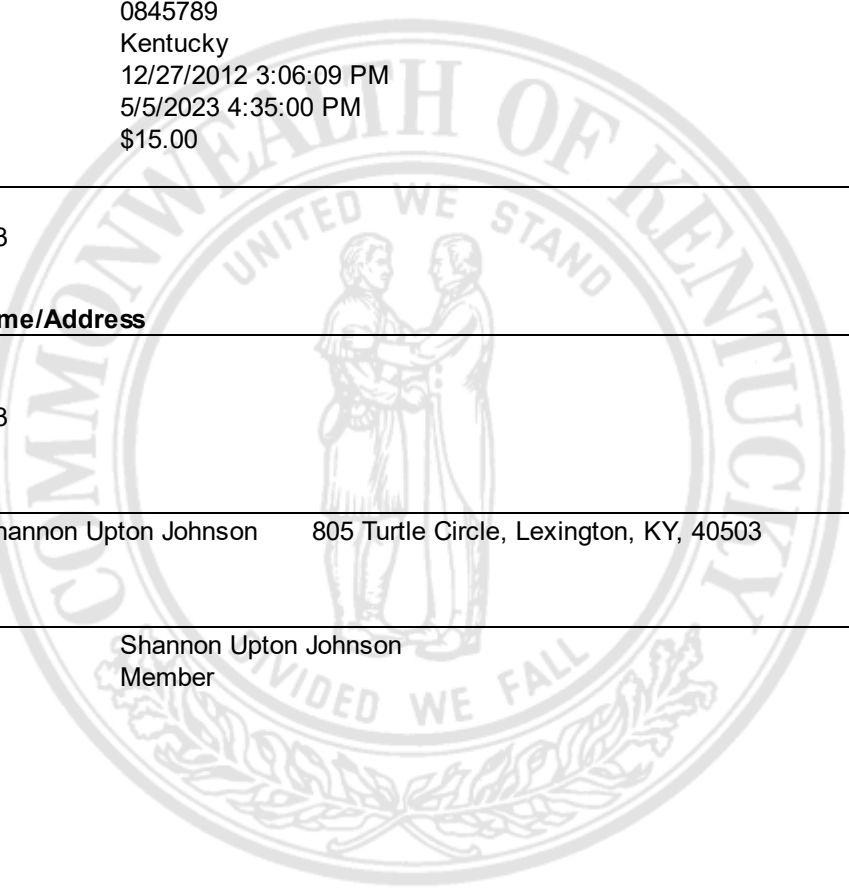 0845789
Kentucky
12/27/2012 3:06:09 PM
5/5/2023 4:35:00 PM
$15.00
3
me/Address
3
hannon Upton Johnson 805 Turtle Circle, Lexington, KY, 40503
Shannon Upton Johnson
Member
COMMONWEALTH OF KENTUCKY
UNITED WE STAND
DIVIDED WE FALL